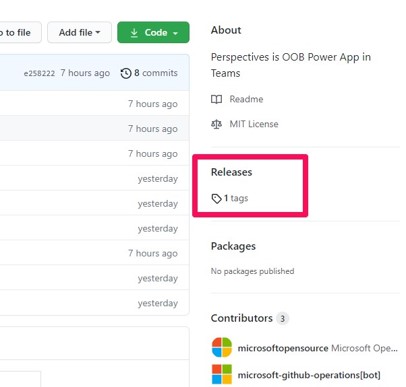 o to file
Add file
Code
About
Perspectives is OOB Power App in
Teams
e258222 7 hours ago 8 commits
Readme
7 hours ago
MIT License
7 hours ago
7 hours ago
Releases
yesterday
1 tags
yesterday
yesterday
Packages
7 hours ago
No packages published
yesterday
yesterday
Contributors 3
microsoftopensource Microsoft Ope...
microsoft-github-operations[bot]